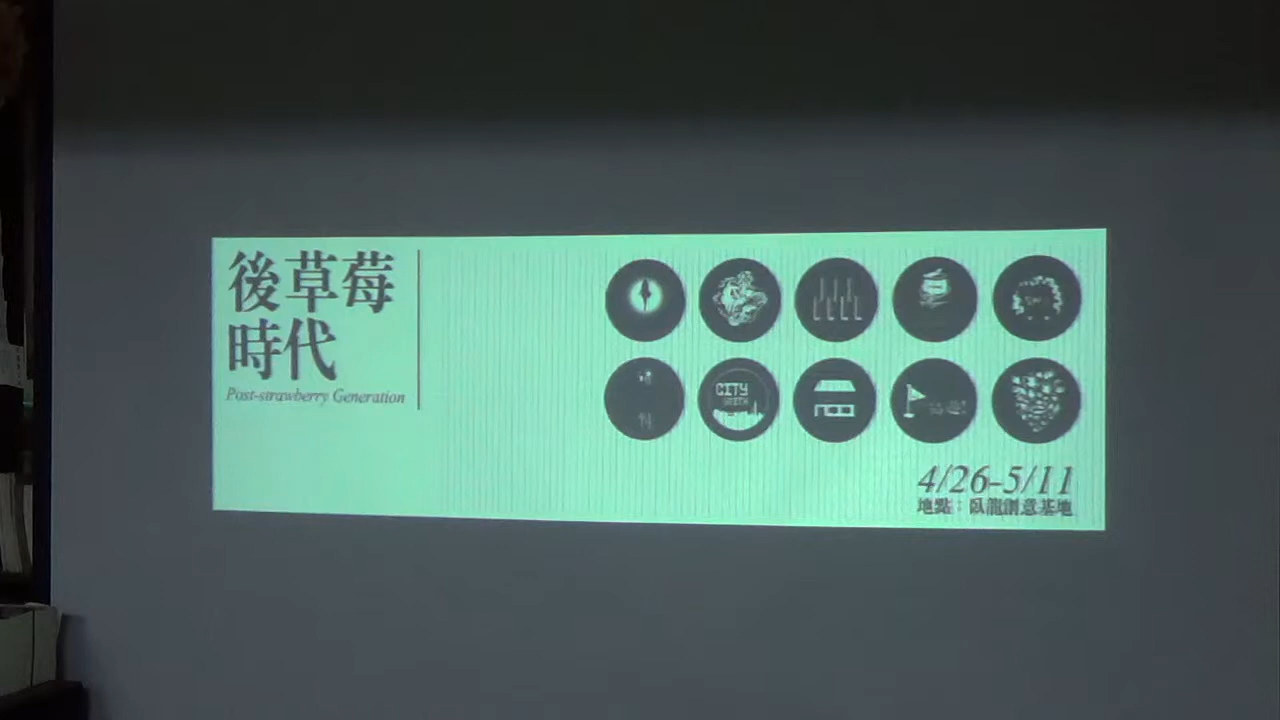 後草莓
時代
Post-strawberry Generation
CITY
4/26-5/11
地點：臥龍創意基地